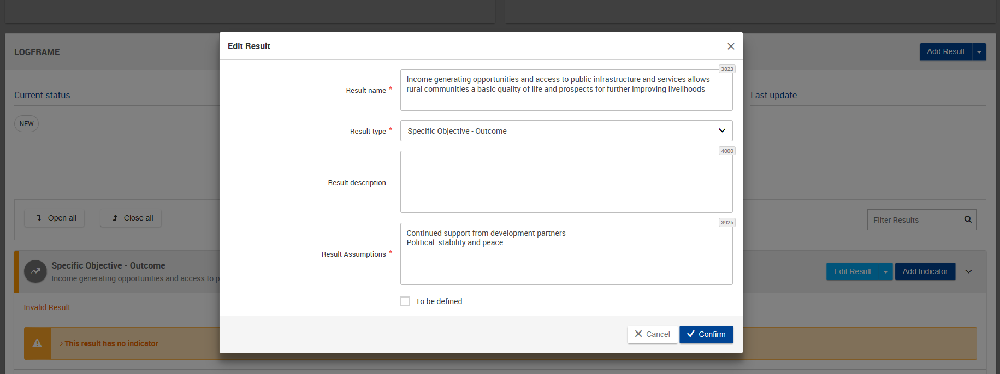 LOGFRAME
Add Result
Current status
Last update
NEW
Open all
Close all
Filter Results
Specific Objective - Outcome
Income generating opportunities and access to p
Edit Result
Add Indicator
Invalid Result
> This result has no indicator
Edit Result
3823
Result name *
Income generating opportunities and access to public infrastructure and services allows
rural communities a basic quality of life and prospects for further improving livelihoods
Result type *
Specific Objective - Outcome
4000
Result description
3925
Result Assumptions *
Continued support from development partners
Political  stability and peace
To be defined
Cancel
Confirm